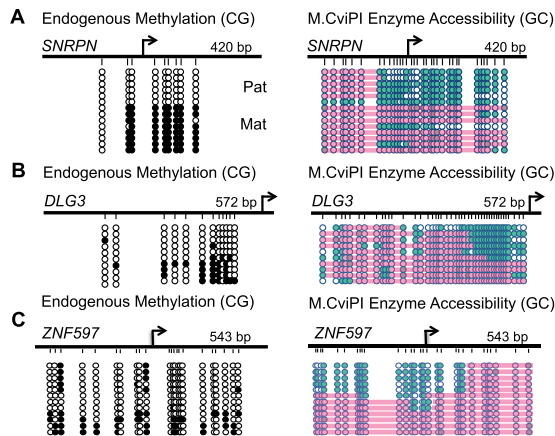 A Endogenous Methylation (CG) M.CviPI Enzyme Accessibility (GC)
SNRPN 420 bp SNRPN 420 bp
Pat
Mat
B Endogenous Methylation (CG) M.CviPI Enzyme Accessibility (GC)
DLG3 572 bp DLG3 572 bp
Endogenous Methylation (CG) M.CviPI Enzyme Accessibility (GC)
C ZNF597 543 bp ZNF597 543 bp